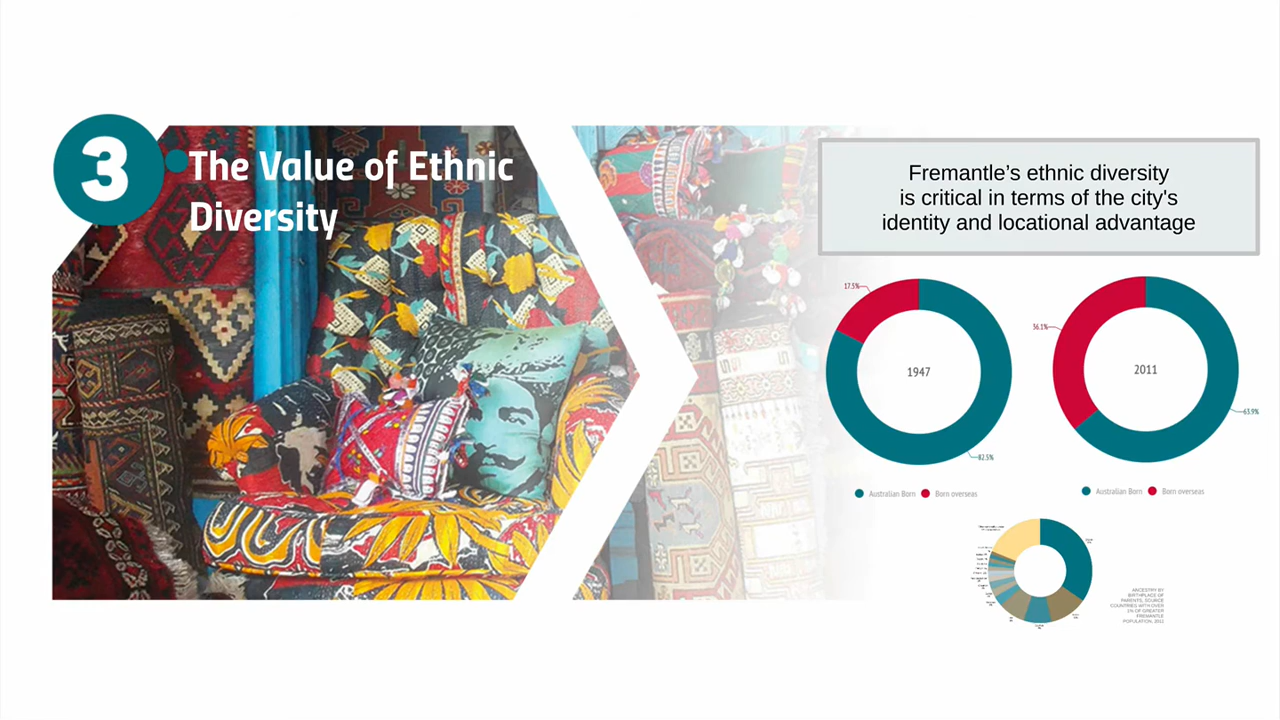 3
The Value of Ethnic
Diversity
Fremantle’s ethnic diversity
is critical in terms of the city's
identity and locational advantage
17.5%
1947
82.5%
Australian Born
Born overseas
36.1%
2011
63.9%
Australian Born
Born overseas
ANCESTRY BY
BIRTHPLACE OF
PARENTS, SOURCE
COUNTRIES WITH OVER
1% OF GREATER
FREMANTLE
POPULATION, 2011